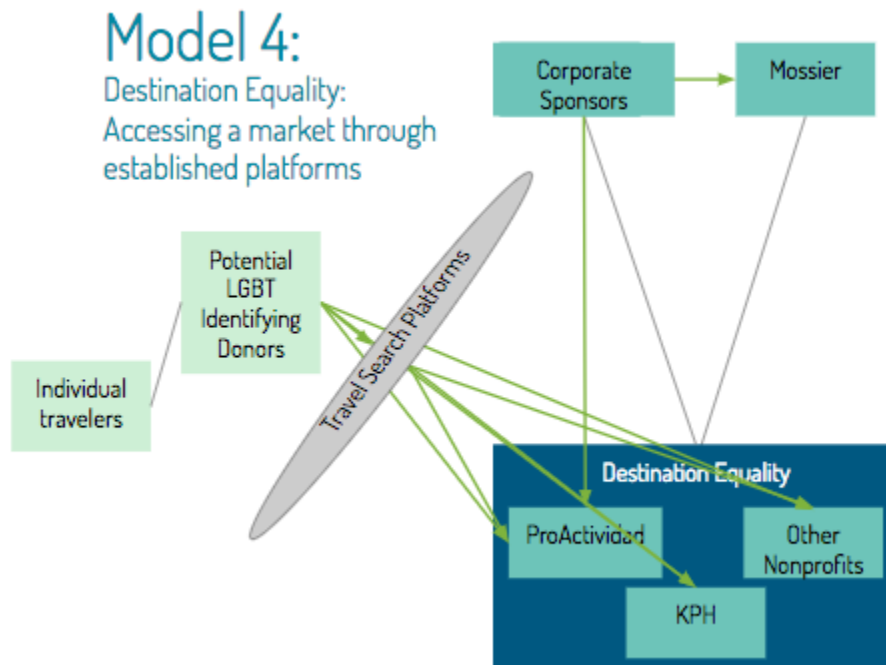 Model 4:
Destination Equality:
Accessing a market through
established platforms
Corporate
Sponsors
Mossier
Potential
LGBT
Identifying
Donors
Individual
travelers
Travel Search Platforms
Destination Equality
ProActividad
Other
Nonprofits
KPH